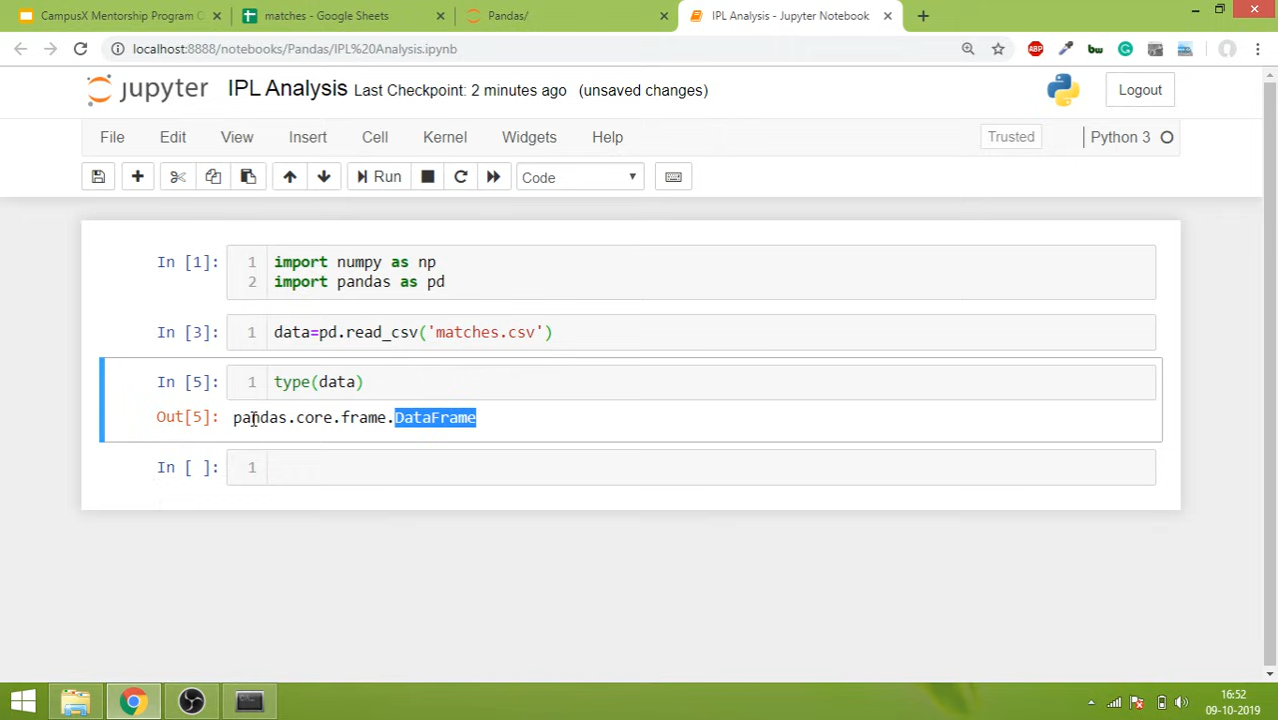 CampusX Mentorship Program C
matches - Google Sheets
Pandas/
IPL Analysis - Jupyter Notebook
localhost:8888/notebooks/Pandas/IPL%20Analysis.ipynb
ABP
bw
jupyter
IPL Analysis Last Checkpoint: 2 minutes ago (unsaved changes)
Logout
File Edit View Insert Cell Kernel Widgets Help
Trusted
Python 3
Run
Code
In [1]:
1 import numpy as np
2 import pandas as pd
In [3]: 1 data=pd.read_csv('matches.csv')
In [5]: 1 type(data)
Out[5]: pandas.core.frame.DataFrame
In [ ]: 1
16:52
09-10-2019